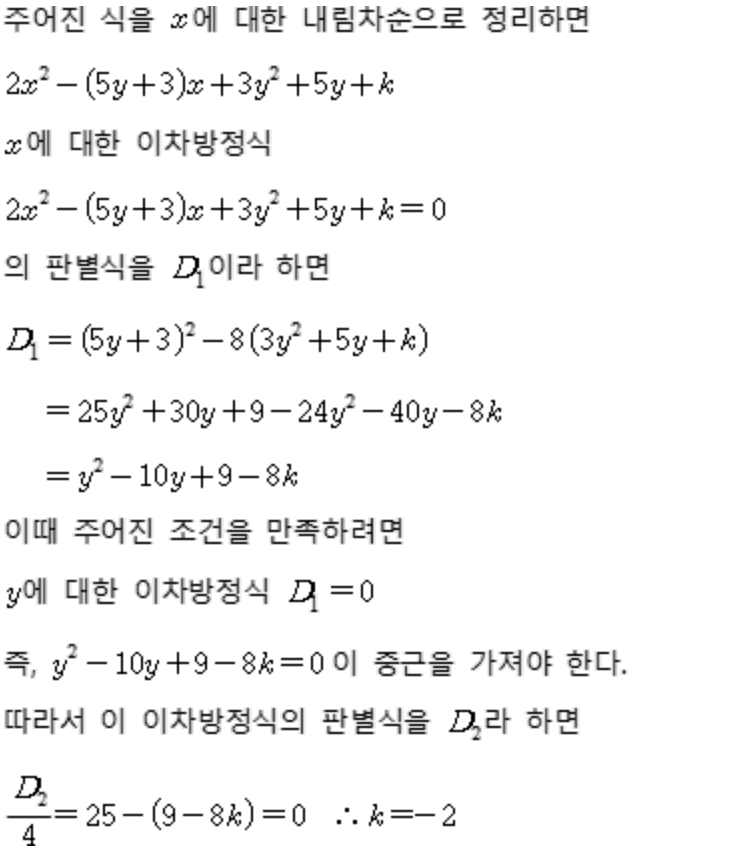 주어진 식을 x에 대한 내림차순으로 정리하면
2x² − (5y+3)x + 3y² + 5y + k
x에 대한 이차방정식
2x² − (5y+3)x + 3y² + 5y + k = 0
의 판별식을 D₁이라 하면
D₁ = (5y+3)² − 8(3y² + 5y + k)
= 25y² + 30y + 9 − 24y² − 40y − 8k
= y² − 10y + 9 − 8k
이때 주어진 조건을 만족하려면
y에 대한 이차방정식 D₁ = 0
즉, y² − 10y + 9 − 8k = 0 이 중근을 가져야 한다.
따라서 이 이차방정식의 판별식을 D₂라 하면
D₂/4 = 25 − (9 − 8k) = 0 ∴ k = −2